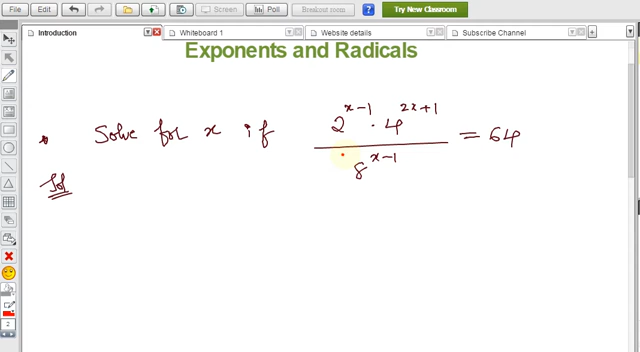 File Edit Screen Poll Breakout room ? Try New Classroom
Introduction Whiteboard 1 Website details Subscribe Channel
Exponents and Radicals
Solve for x if 2^{x-1} · 4^{2x+1} / 8^{x-1} = 64
Sol
2